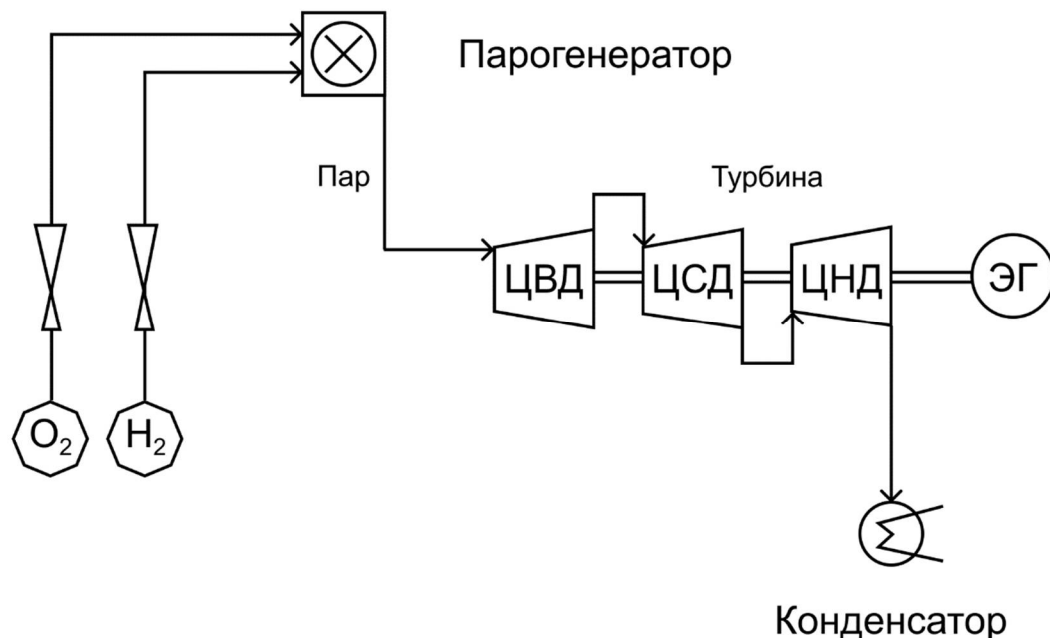 Парогенератор
Пар
Турбина
ЦВД
ЦСД
ЦНД
ЭГ
O₂
H₂
Конденсатор